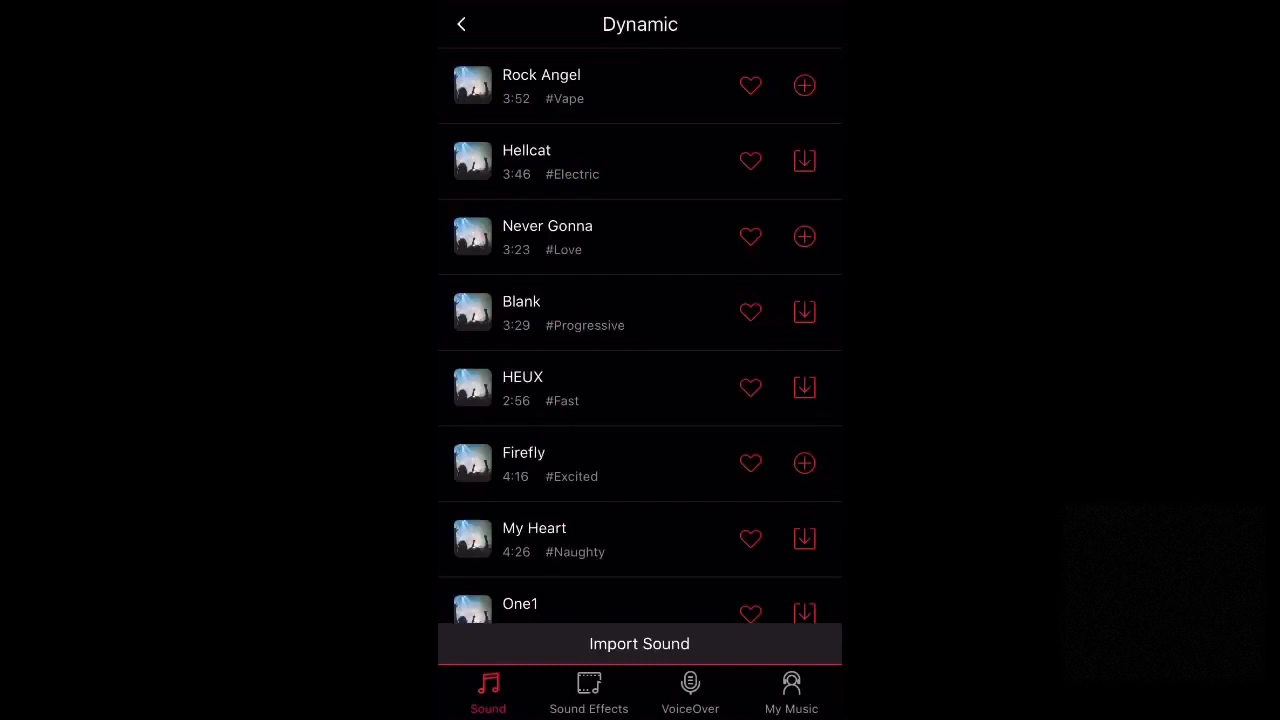 Dynamic
Rock Angel
3:52 #Vape
Hellcat
3:46 #Electric
Never Gonna
3:23 #Love
Blank
3:29 #Progressive
HEUX
2:56 #Fast
Firefly
4:16 #Excited
My Heart
4:26 #Naughty
One1
Import Sound
Sound Sound Effects VoiceOver My Music